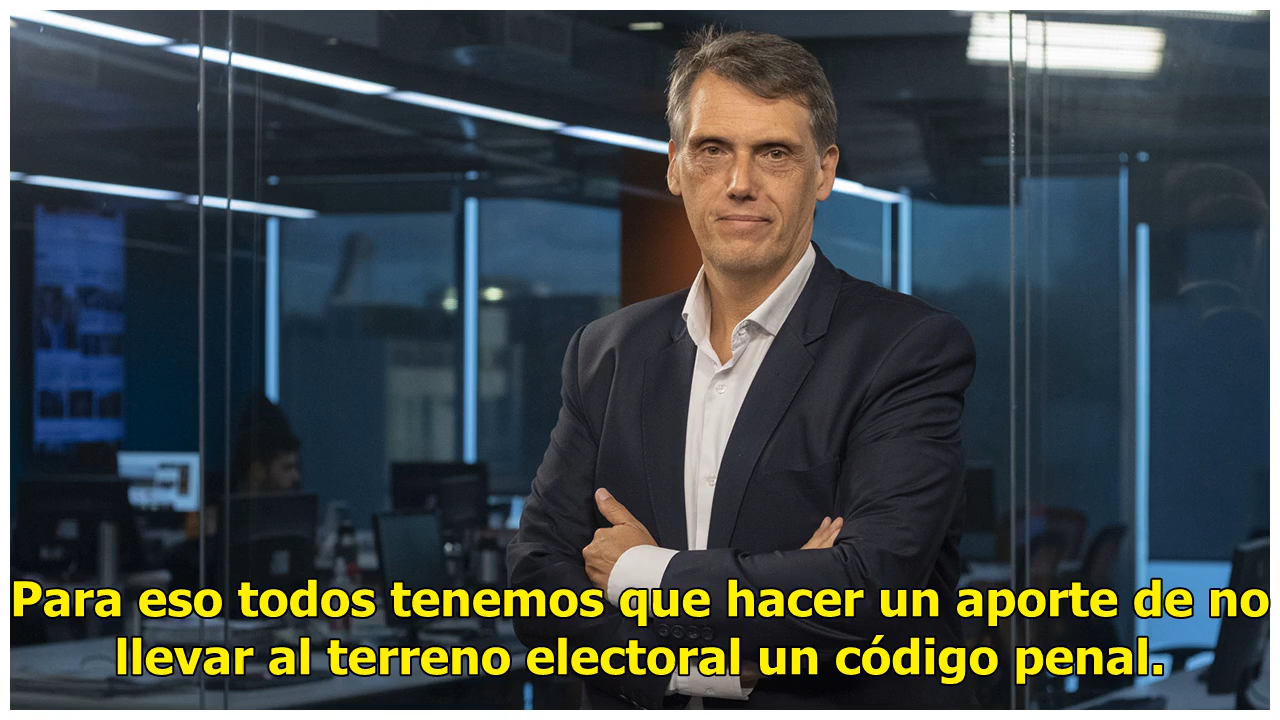 Para eso todos tenemos que hacer un aporte de no
llevar al terreno electoral un código penal.